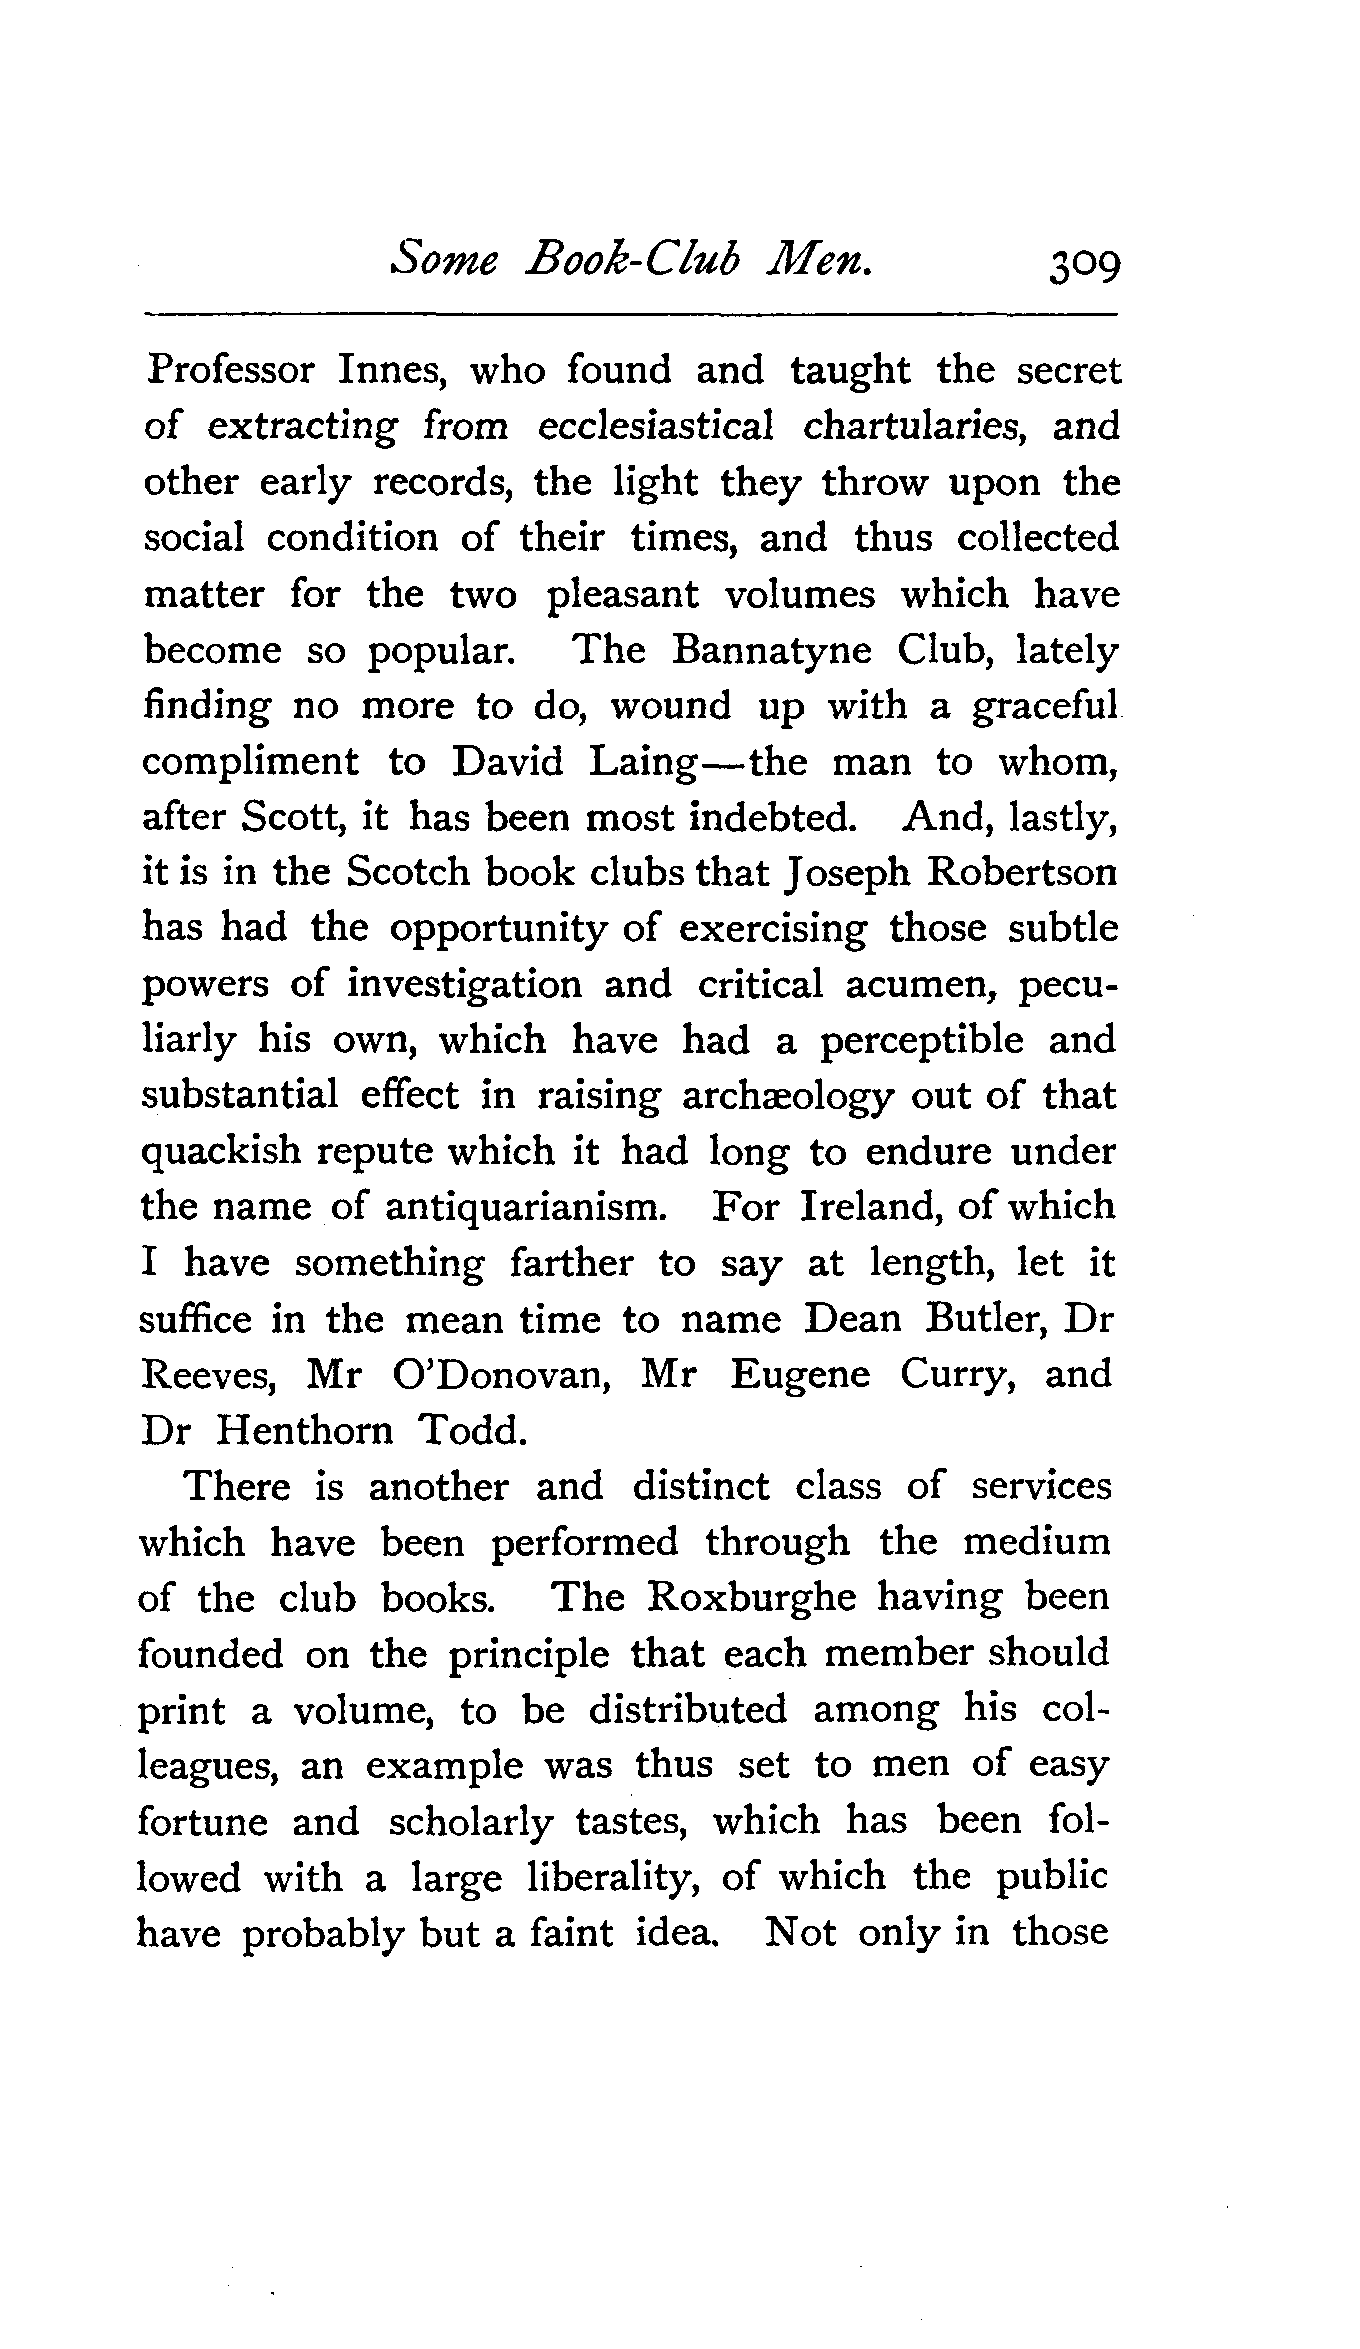 Some Book-Club Men. 309
Professor Innes, who found and taught the secret
of extracting from ecclesiastical chartularies, and
other early records, the light they throw upon the
social condition of their times, and thus collected
matter for the two pleasant volumes which have
become so popular. The Bannatyne Club, lately
finding no more to do, wound up with a graceful
compliment to David Laing—the man to whom,
after Scott, it has been most indebted. And, lastly,
it is in the Scotch book clubs that Joseph Robertson
has had the opportunity of exercising those subtle
powers of investigation and critical acumen, pecu-
liarly his own, which have had a perceptible and
substantial effect in raising archæology out of that
quackish repute which it had long to endure under
the name of antiquarianism. For Ireland, of which
I have something farther to say at length, let it
suffice in the mean time to name Dean Butler, Dr
Reeves, Mr O'Donovan, Mr Eugene Curry, and
Dr Henthorn Todd.
There is another and distinct class of services
which have been performed through the medium
of the club books. The Roxburghe having been
founded on the principle that each member should
print a volume, to be distributed among his col-
leagues, an example was thus set to men of easy
fortune and scholarly tastes, which has been fol-
lowed with a large liberality, of which the public
have probably but a faint idea. Not only in those